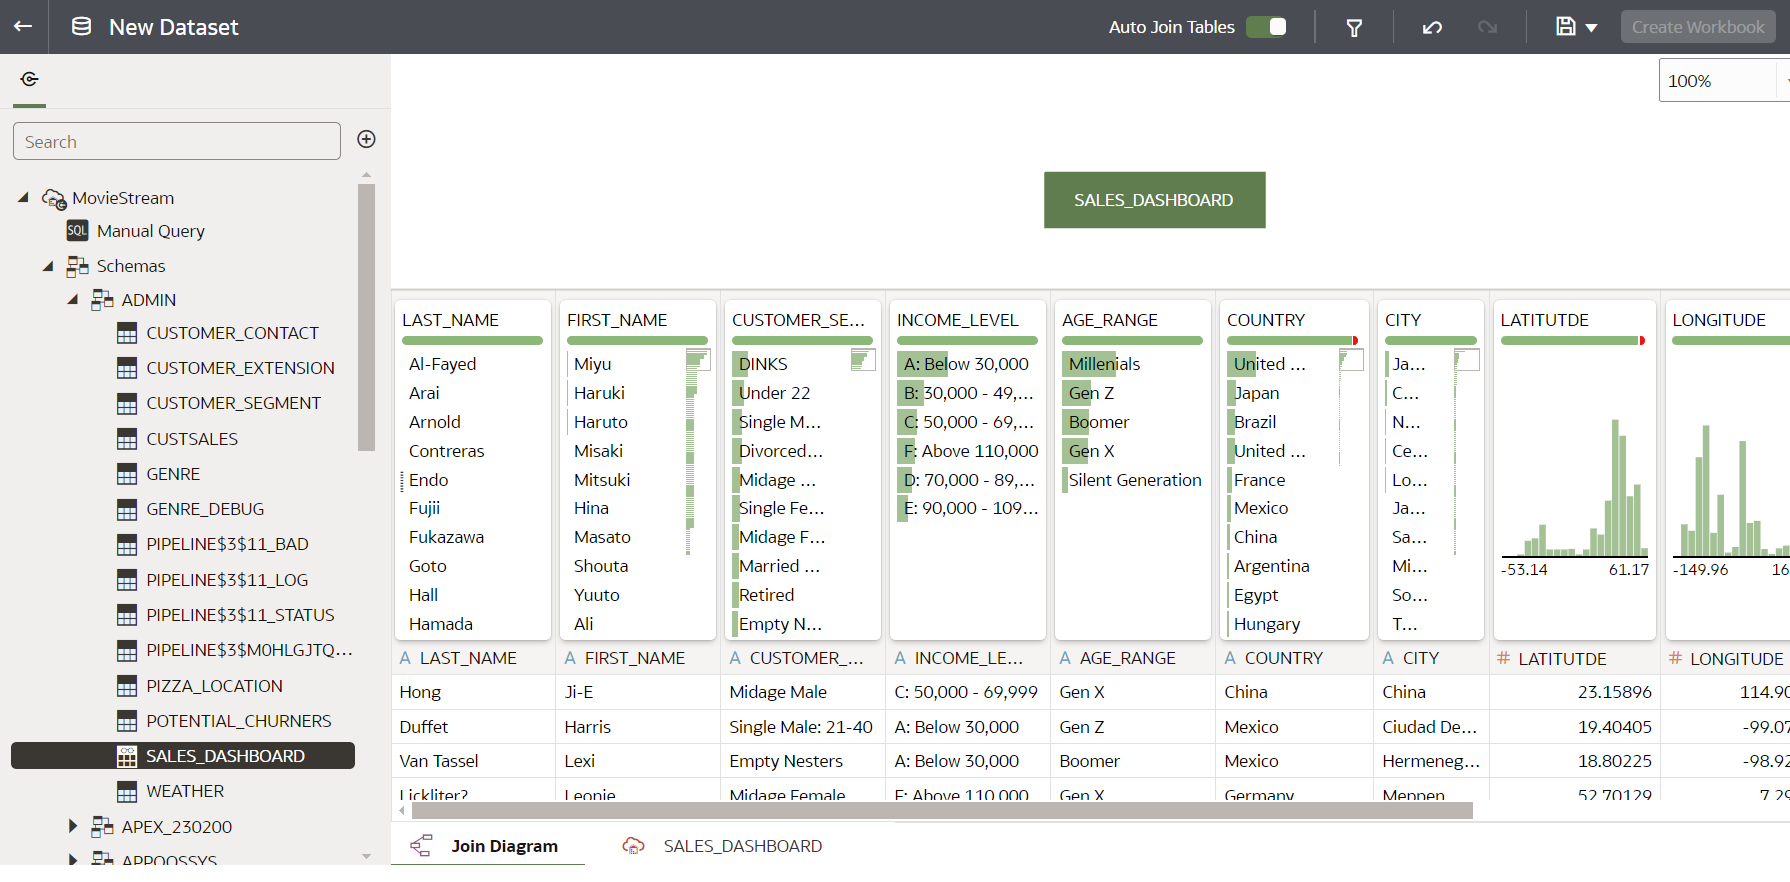 New Dataset
Auto Join Tables
Create Workbook
100%
Search
MovieStream
SQL Manual Query
Schemas
ADMIN
CUSTOMER_CONTACT
CUSTOMER_EXTENSION
CUSTOMER_SEGMENT
CUSTSALES
GENRE
GENRE_DEBUG
PIPELINE$3$11_BAD
PIPELINE$3$11_LOG
PIPELINE$3$11_STATUS
PIPELINE$3$M0HLGJTQ...
PIZZA_LOCATION
POTENTIAL_CHURNERS
SALES_DASHBOARD
WEATHER
APEX_230200
APPQOSSYS
SALES_DASHBOARD
LAST_NAME
Al-Fayed
Arai
Arnold
Contreras
Endo
Fujii
Fukazawa
Goto
Hall
Hamada
FIRST_NAME
Miyu
Haruki
Haruto
Misaki
Mitsuki
Hina
Masato
Shouta
Yuuto
Ali
CUSTOMER_SE...
DINKS
Under 22
Single M...
Divorced...
Midage ...
Single Fe...
Midage F...
Married ...
Retired
Empty N...
INCOME_LEVEL
A: Below 30,000
B: 30,000 - 49,...
C: 50,000 - 69,...
F: Above 110,000
D: 70,000 - 89,...
E: 90,000 - 109...
AGE_RANGE
Millenials
Gen Z
Boomer
Gen X
Silent Generation
COUNTRY
United ...
Japan
Brazil
United ...
France
Mexico
China
Argentina
Egypt
Hungary
CITY
Ja...
C...
N...
Ce...
Lo...
Ja...
Sa...
Mi...
So...
T...
LATITUTDE
-53.14 61.17
LONGITUDE
-149.96 16
A LAST_NAME A FIRST_NAME A CUSTOMER_... A INCOME_LE... A AGE_RANGE A COUNTRY A CITY # LATITUTDE # LONGITUDE
Hong Ji-E Midage Male C: 50,000 - 69,999 Gen X China China 23.15896 114.90
Duffet Harris Single Male: 21-40 A: Below 30,000 Gen Z Mexico Ciudad De... 19.40405 -99.07
Van Tassel Lexi Empty Nesters A: Below 30,000 Boomer Mexico Hermeneg... 18.80225 -98.92
Lickliter? Leonie Midage Female F: Above 110,000 Gen X Germany Meppen 52.70129 7.29
Join Diagram
SALES_DASHBOARD